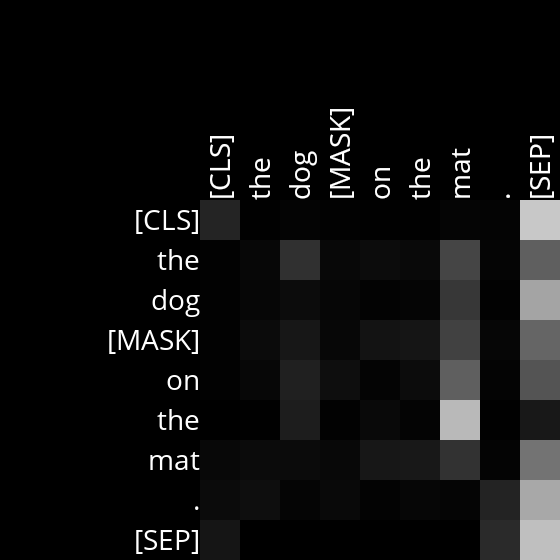 [CLS] the dog [MASK] on the mat . [SEP]
[CLS]
the
dog
[MASK]
on
the
mat
.
[SEP]